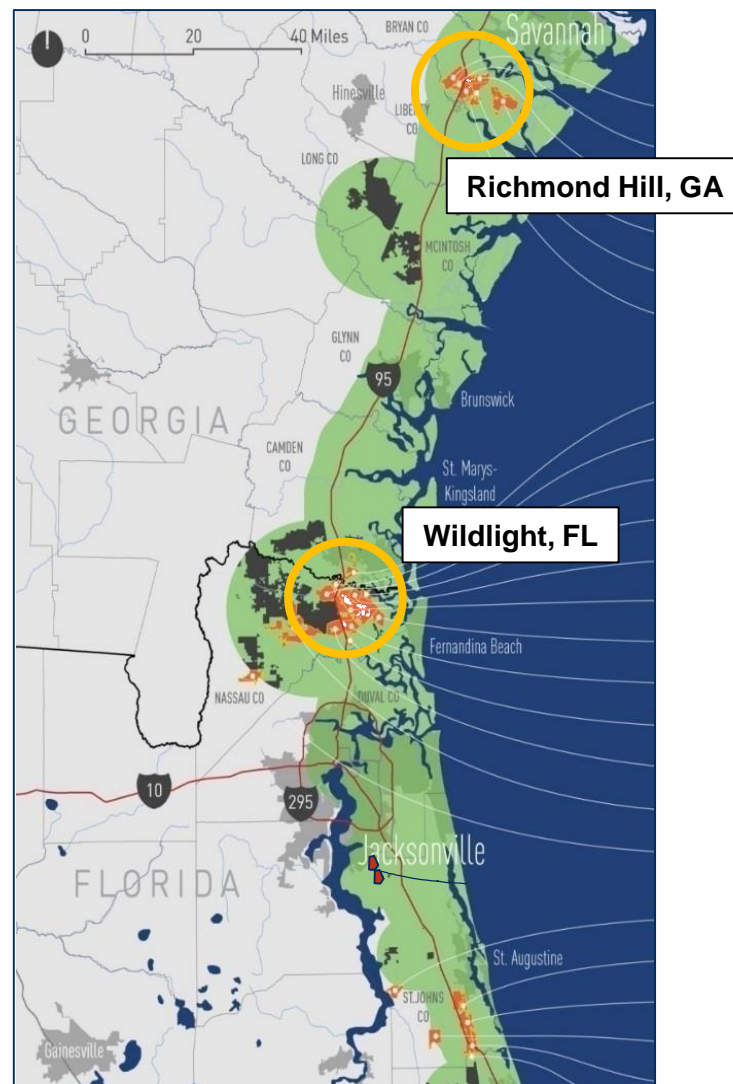 0 20 40 Miles
BRYAN CO
Savannah
Hinesville
LIBERTY
CO
LONG CO
Richmond Hill, GA
MCINTOSH
CO
GLYNN
CO
95
Brunswick
GEORGIA
CAMDEN
CO
St. Marys-
Kingsland
Wildlight, FL
Fernandina Beach
NASSAU CO
DUVAL CO
10
295
Jacksonville
FLORIDA
St. Augustine
ST.JOHNS
CO
Gainesville